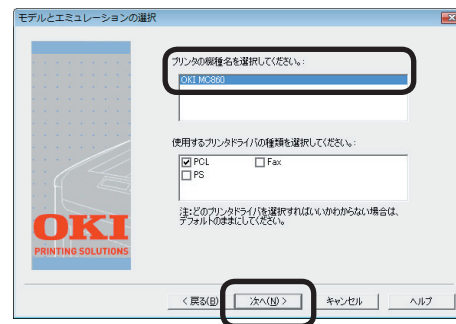 モデルとエミュレーションの選択
プリンタの機種名を選択してください。:
OKI MC860
使用するプリンタドライバの種類を選択してください。:
PCL
Fax
PS
注:どのプリンタドライバを選択すればいいかわからない場合は、
デフォルトのままにしてください。
OKI
PRINTING SOLUTIONS
< 戻る(B)
次へ(N) >
キャンセル
ヘルプ